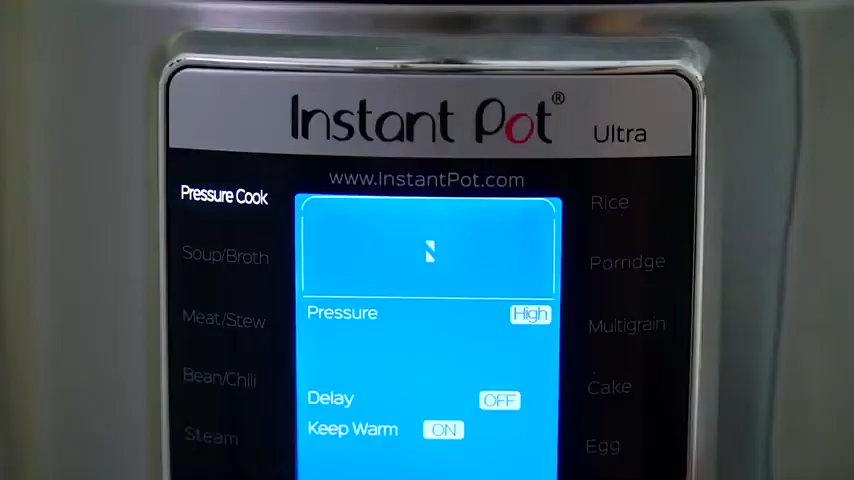 Instant Pot® Ultra
www.InstantPot.com
Pressure Cook
Soup/Broth
Meat/Stew
Bean/Chili
Steam
Pressure High
Delay OFF
Keep Warm ON
Rice
Porridge
Multigrain
Cake
Egg